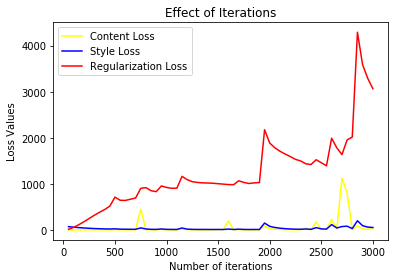 Effect of Iterations
Content Loss
Style Loss
Regularization Loss
Loss Values
4000
3000
2000
1000
0
0 500 1000 1500 2000 2500 3000
Number of iterations